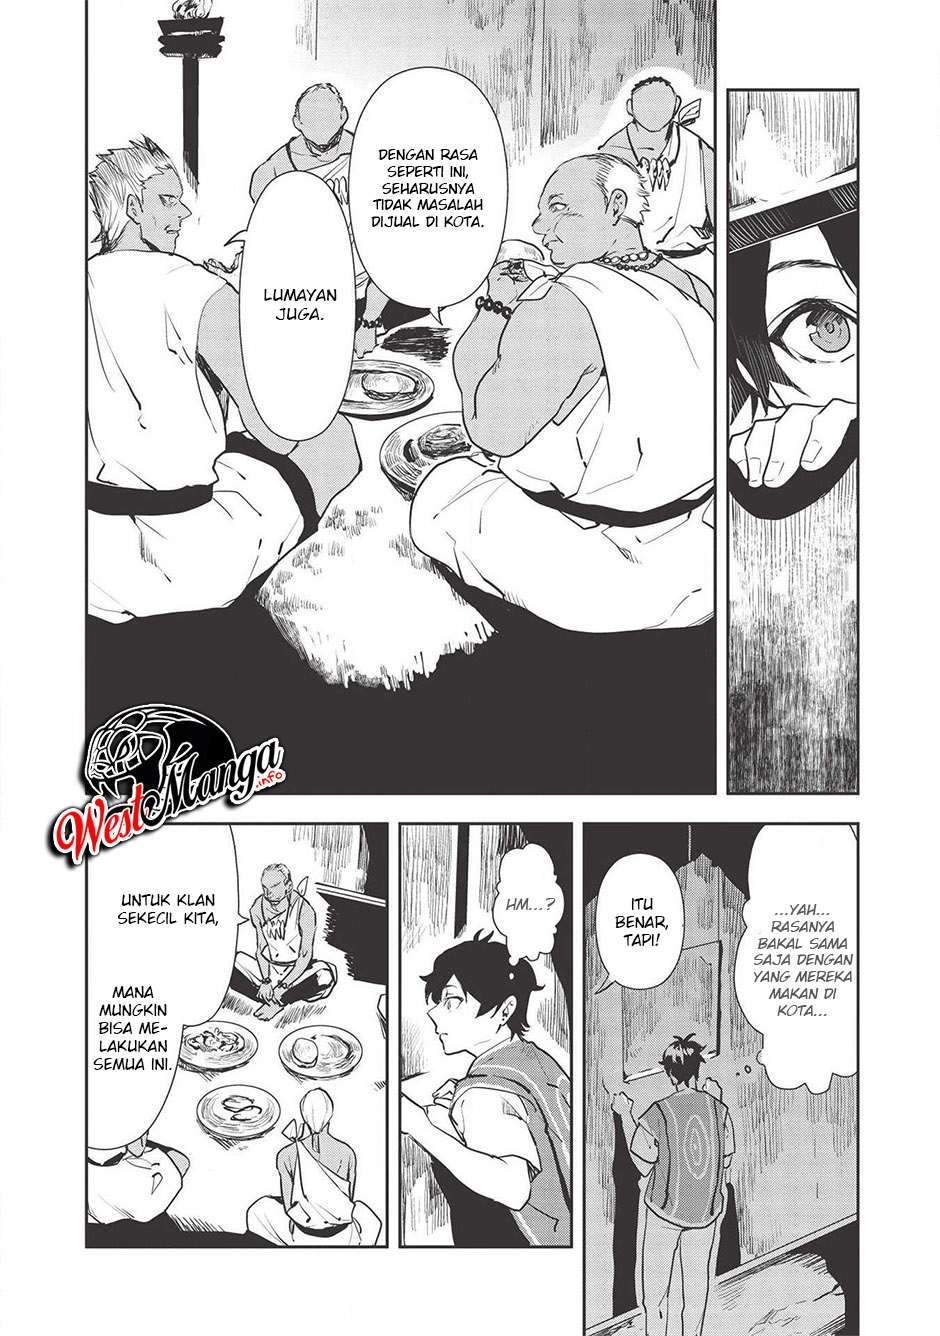 DENGAN RASA
SEPERTI INI,
SEHARUSNYA
TIDAK MASALAH
DIJUAL DI KOTA.
LUMAYAN
JUGA.
...YAH...
RASANYA
BAKAL SAMA
SAJA DENGAN
YANG MEREKA
MAKAN DI
KOTA...
ITU
BENAR,
TAPI!
HM...?
UNTUK KLAN
SEKECIL KITA,
MANA
MUNGKIN
BISA ME-
LAKUKAN
SEMUA INI.
WestManga
.info